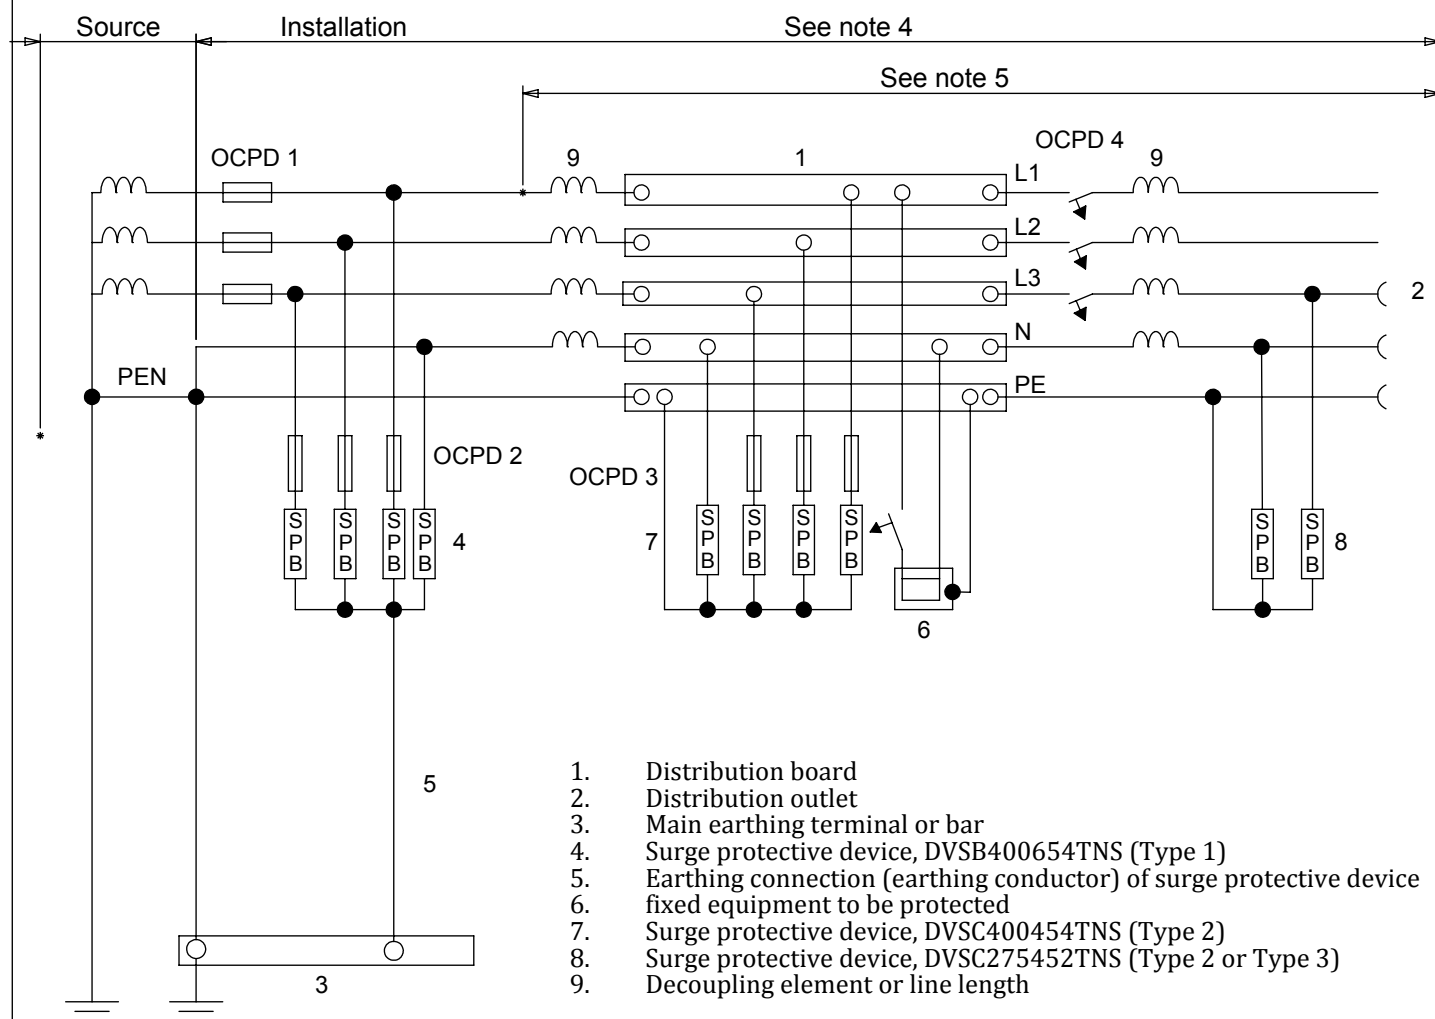 Source Installation See note 4
See note 5
OCPD 4
OCPD 1 9 1 9
L1
L2
L3 2
N
PEN PE
OCPD 2
OCPD 3
SPB SPB SPB SPB 4 7 SPB SPB SPB SPB SPB SPB 8
6
5
3
1. Distribution board
2. Distribution outlet
3. Main earthing terminal or bar
4. Surge protective device, DVSB400654TNS (Type 1)
5. Earthing connection (earthing conductor) of surge protective device
6. fixed equipment to be protected
7. Surge protective device, DVSC400454TNS (Type 2)
8. Surge protective device, DVSC275452TNS (Type 2 or Type 3)
9. Decoupling element or line length